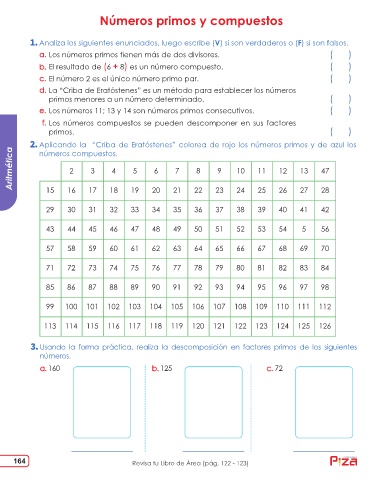 Números primos y compuestos
1. Analiza los siguientes enunciados, luego escribe (V) si son verdaderos o (F) si son falsos.
a. Los números primos tienen más de dos divisores. ( )
b. El resultado de (6 + 8) es un número compuesto. ( )
c. El número 2 es el único número primo par. ( )
d. La "Criba de Eratóstenes" es un método para establecer los números
primos menores a un número determinado. ( )
e. Los números 11; 13 y 14 son números primos consecutivos. ( )
f. Los números compuestos se pueden descomponer en sus factores
primos. ( )
2. Aplicando la "Criba de Eratóstenes" colorea de rojo los números primos y de azul los
números compuestos.
Aritmética
2 3 4 5 6 7 8 9 10 11 12 13 47
15 16 17 18 19 20 21 22 23 24 25 26 27 28
29 30 31 32 33 34 35 36 37 38 39 40 41 42
43 44 45 46 47 48 49 50 51 52 53 54 5 56
57 58 59 60 61 62 63 64 65 66 67 68 69 70
71 72 73 74 75 76 77 78 79 80 81 82 83 84
85 86 87 88 89 90 91 92 93 94 95 96 97 98
99 100 101 102 103 104 105 106 107 108 109 110 111 112
113 114 115 116 117 118 119 120 121 122 123 124 125 126
3. Usando la forma práctica, realiza la descomposición en factores primos de los siguientes
números.
a. 160 b. 125 c. 72
164
Revisa tu Libro de Área (pág. 122 - 123)